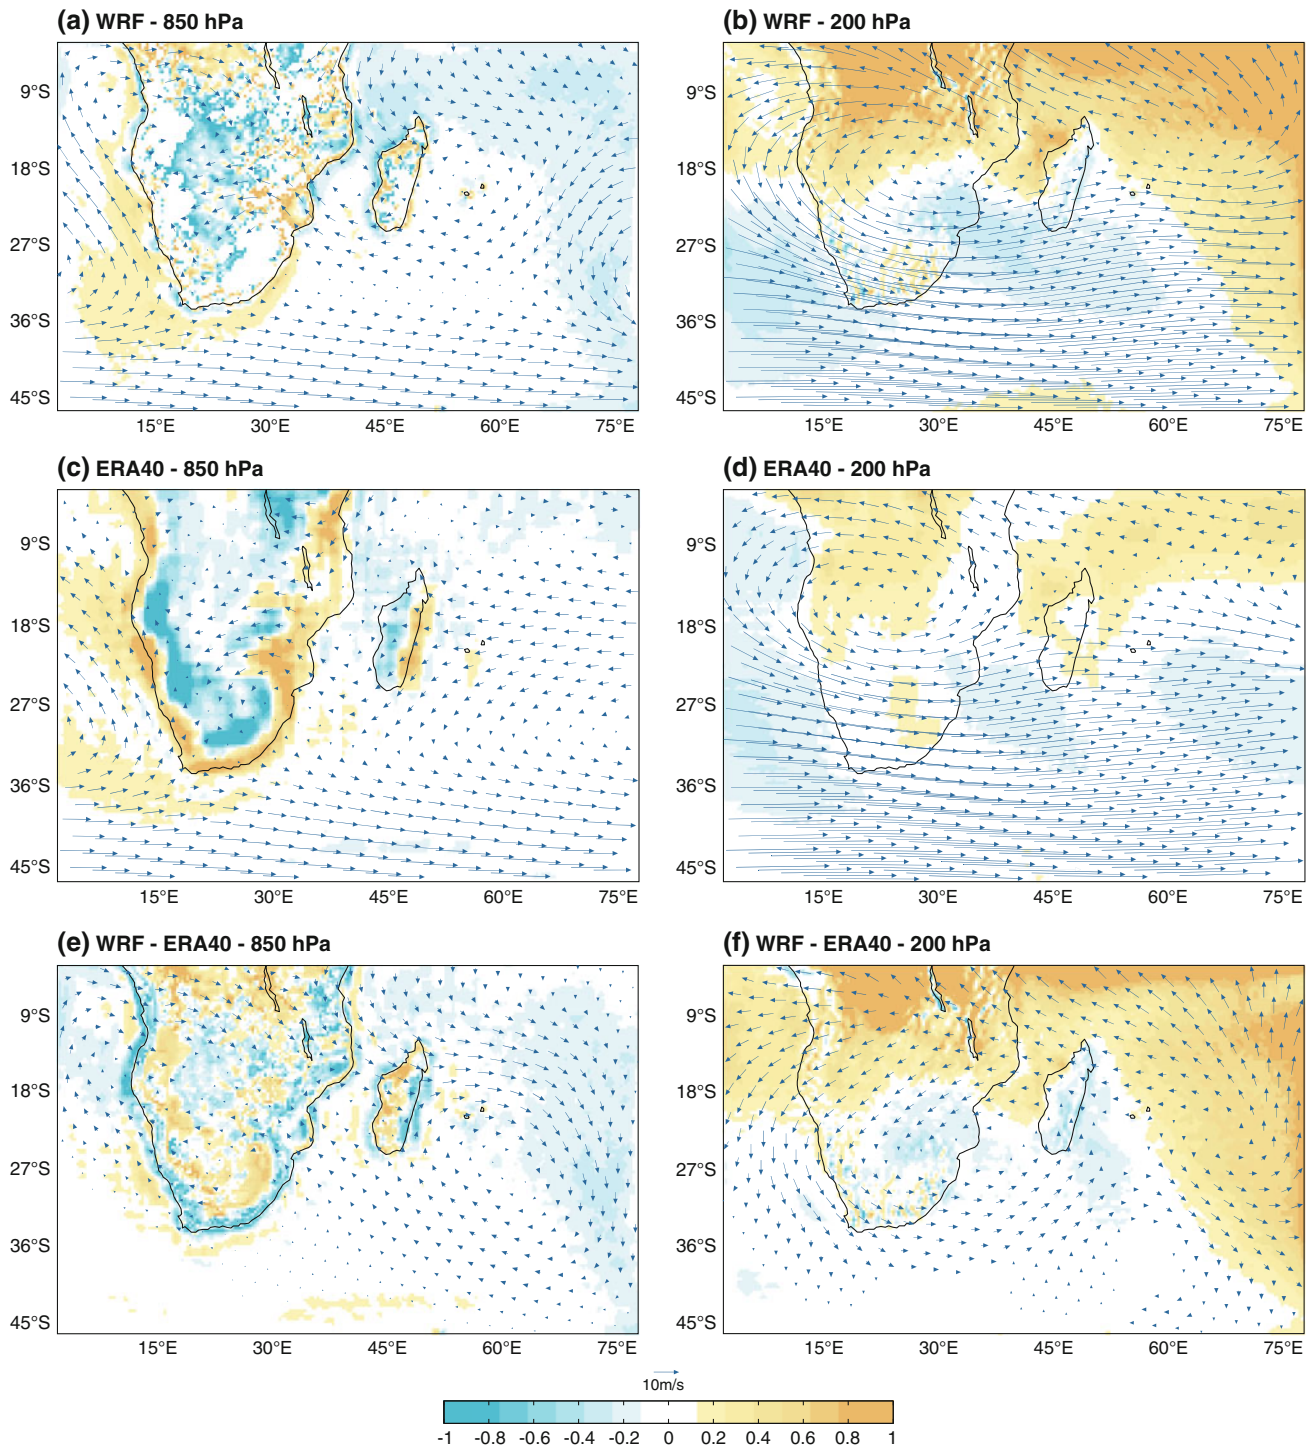 (a) WRF - 850 hPa
(b) WRF - 200 hPa
9°S
18°S
27°S
36°S
45°S
15°E 30°E 45°E 60°E 75°E
9°S
18°S
27°S
36°S
45°S
15°E 30°E 45°E 60°E 75°E
(c) ERA40 - 850 hPa
(d) ERA40 - 200 hPa
9°S
18°S
27°S
36°S
45°S
15°E 30°E 45°E 60°E 75°E
9°S
18°S
27°S
36°S
45°S
15°E 30°E 45°E 60°E 75°E
(e) WRF - ERA40 - 850 hPa
(f) WRF - ERA40 - 200 hPa
9°S
18°S
27°S
36°S
45°S
15°E 30°E 45°E 60°E 75°E
9°S
18°S
27°S
36°S
45°S
15°E 30°E 45°E 60°E 75°E
10m/s
-1 -0.8 -0.6 -0.4 -0.2 0 0.2 0.4 0.6 0.8 1